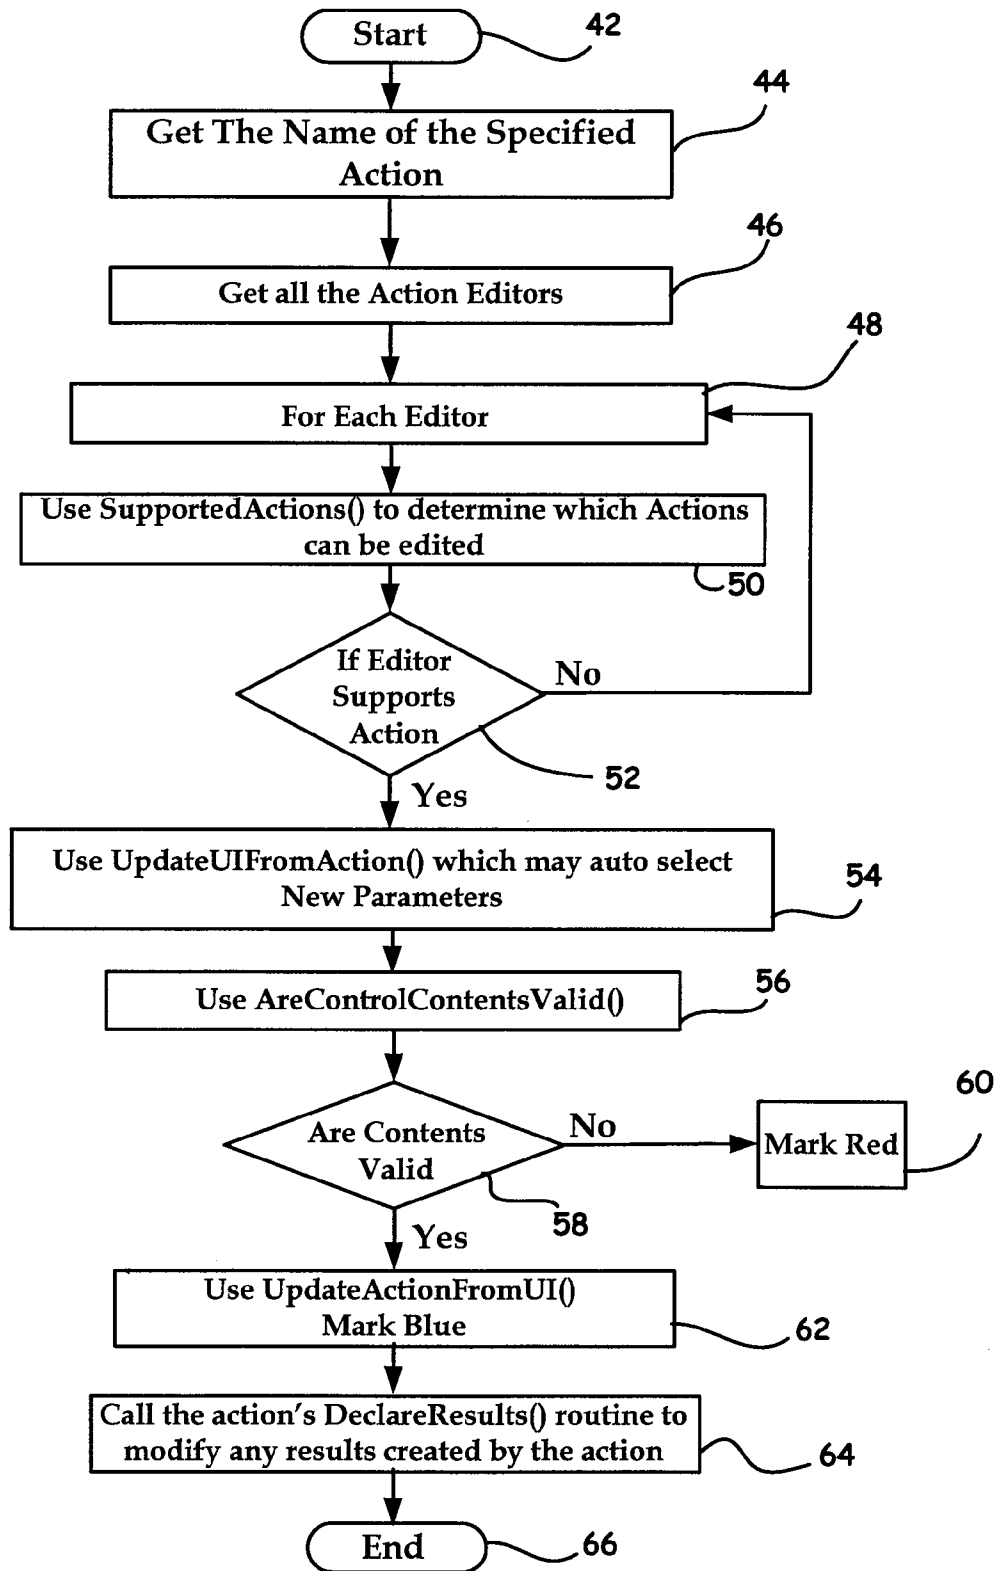 Start
42
44
Get The Name of the Specified
Action
46
Get all the Action Editors
48
For Each Editor
Use SupportedActions() to determine which Actions
can be edited
50
If Editor
Supports
Action
No
52
Yes
Use UpdateUIFromAction() which may auto select
New Parameters
54
Use AreControlContentsValid()
56
Are Contents
Valid
No
58
Mark Red
60
Yes
Use UpdateActionFromUI()
Mark Blue
62
Call the action's DeclareResults() routine to
modify any results created by the action
64
End
66